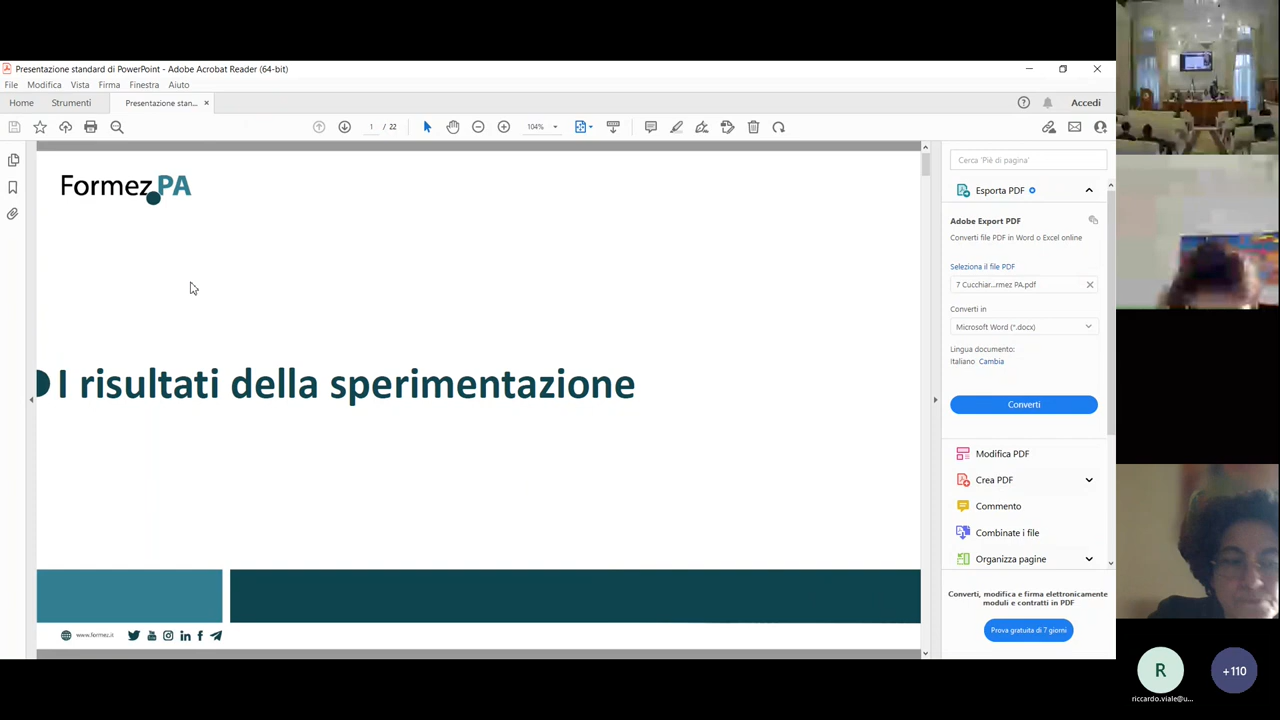 Presentazione standard di PowerPoint - Adobe Acrobat Reader (64-bit)
File Modifica Vista Firma Finestra Aiuto
Home Strumenti Presentazione stan... × Accedi
1 / 22 104%
Formez PA
I risultati della sperimentazione
www.formez.it
Cerca 'Piè di pagina'
Esporta PDF
Adobe Export PDF
Converti file PDF in Word o Excel online
Seleziona il file PDF
7 Cucchiar...rmez PA.pdf
Converti in
Microsoft Word (*.docx)
Lingua documento:
Italiano Cambia
Converti
Modifica PDF
Crea PDF
Commento
Combinate i file
Organizza pagine
Converti, modifica e firma elettronicamente
moduli e contratti in PDF
Prova gratuita di 7 giorni
R
+110
riccardo.viale@u...